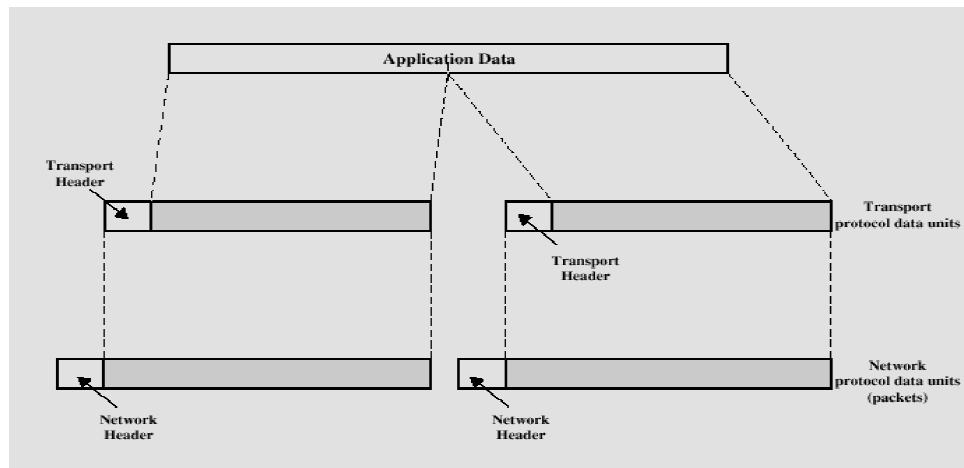 Application Data
Transport
Header
Transport
protocol data units
Transport
Header
Network
protocol data units
(packets)
Network
Header
Network
Header